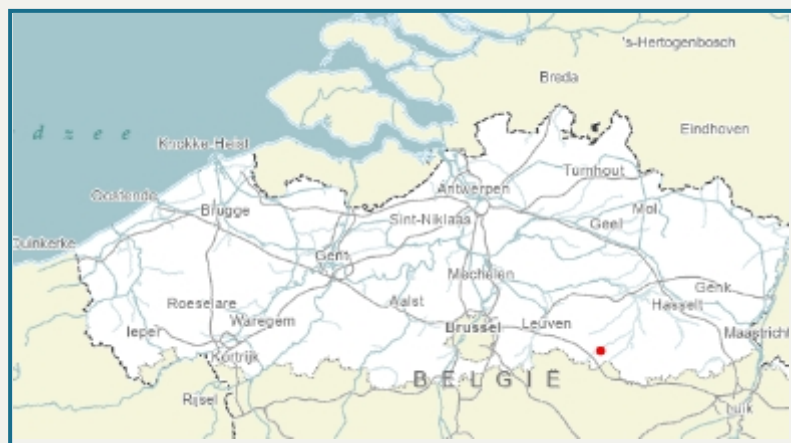 's-Hertogenbosch
Breda
d z e e
Eindhoven
Knokke-Heist
Turnhout
Antwerpen
Oostende
Mol
Brugge
Sint-Niklaas
Geel
Duinkerke
Gent
Mechelen
Genk
Roeselare
Aalst
Hasselt
Waregem
Leuven
Ieper
Brussel
Maastricht
Kortrijk
BELGIË
Rijsel
Luik